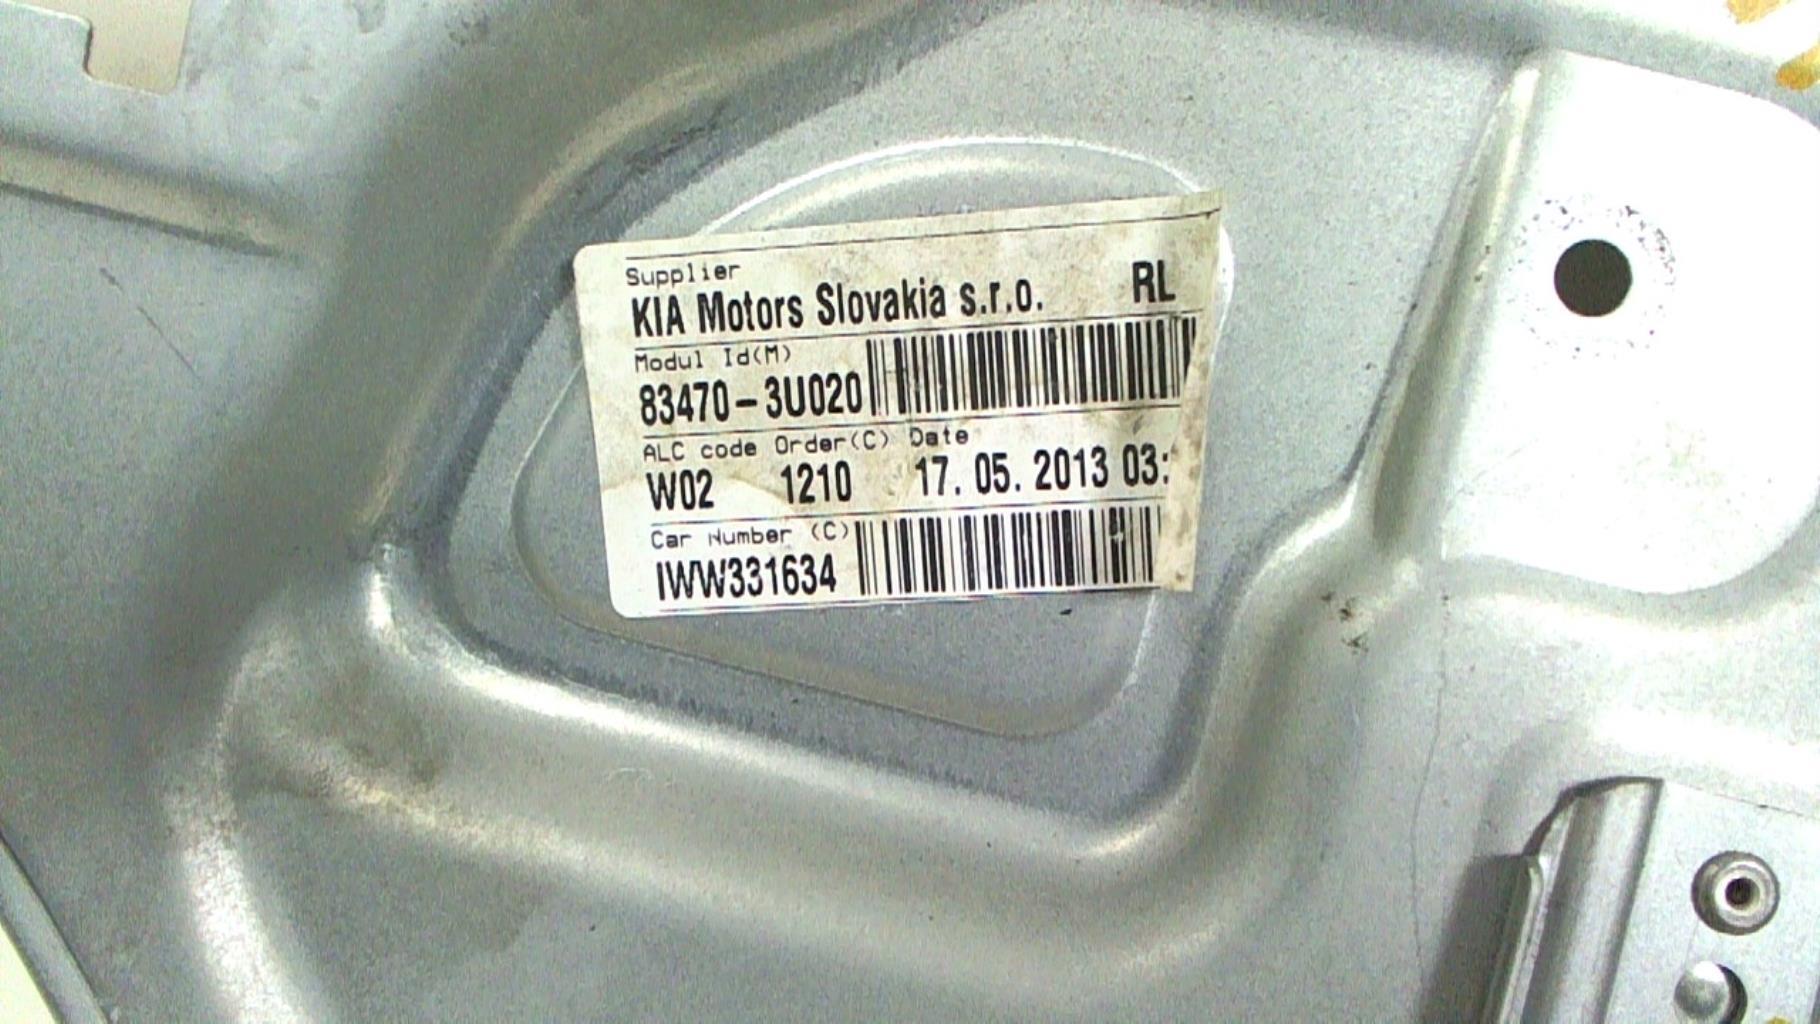 Supplier
KIA Motors Slovakia s.r.o. RL
Modul Id(M)
83470-3U020
ALC code Order(C) Date
W02 1210 17. 05. 2013 03:
Car Number (C)
IWW331634